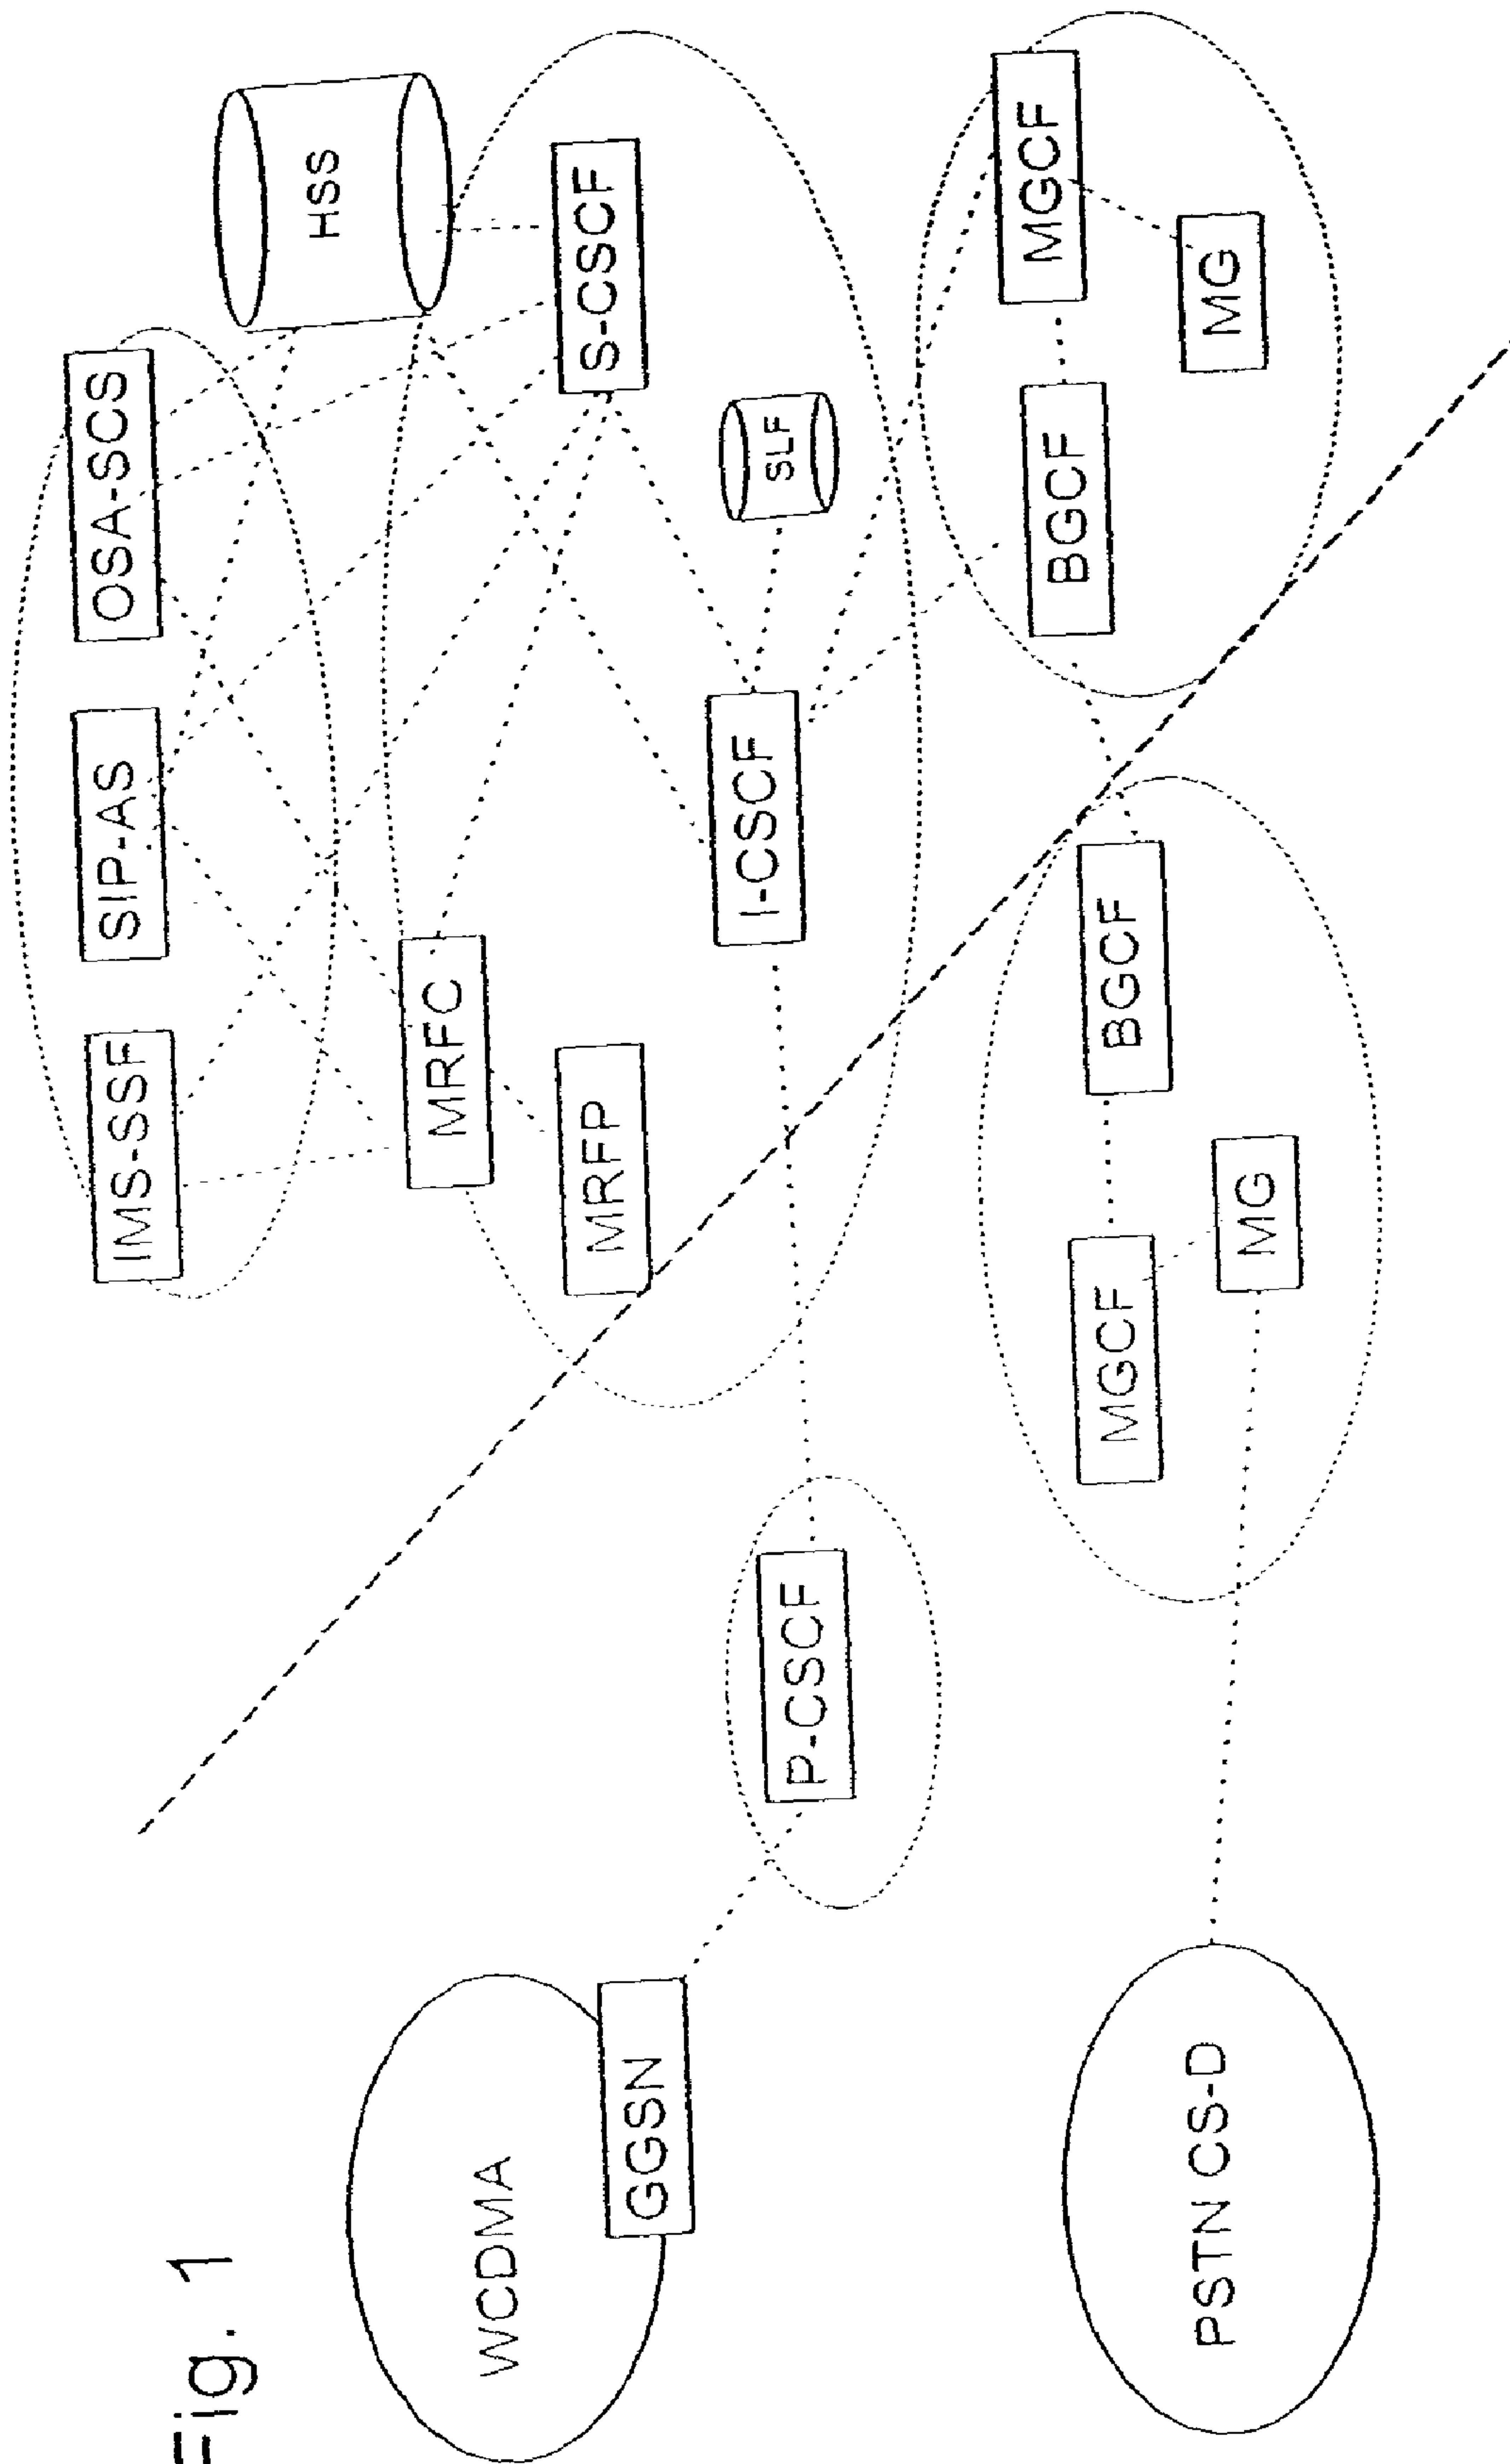 Fig. 1
IMS-SSF
SIP-AS
OSA-SCS
HSS
MRFC
MRFP
S-CSCF
SLF
I-CSCF
WCDMA
GGSN
P-CSCF
MGCF
BGCF
MG
BGCF
MGCF
MG
PSTN CS-D